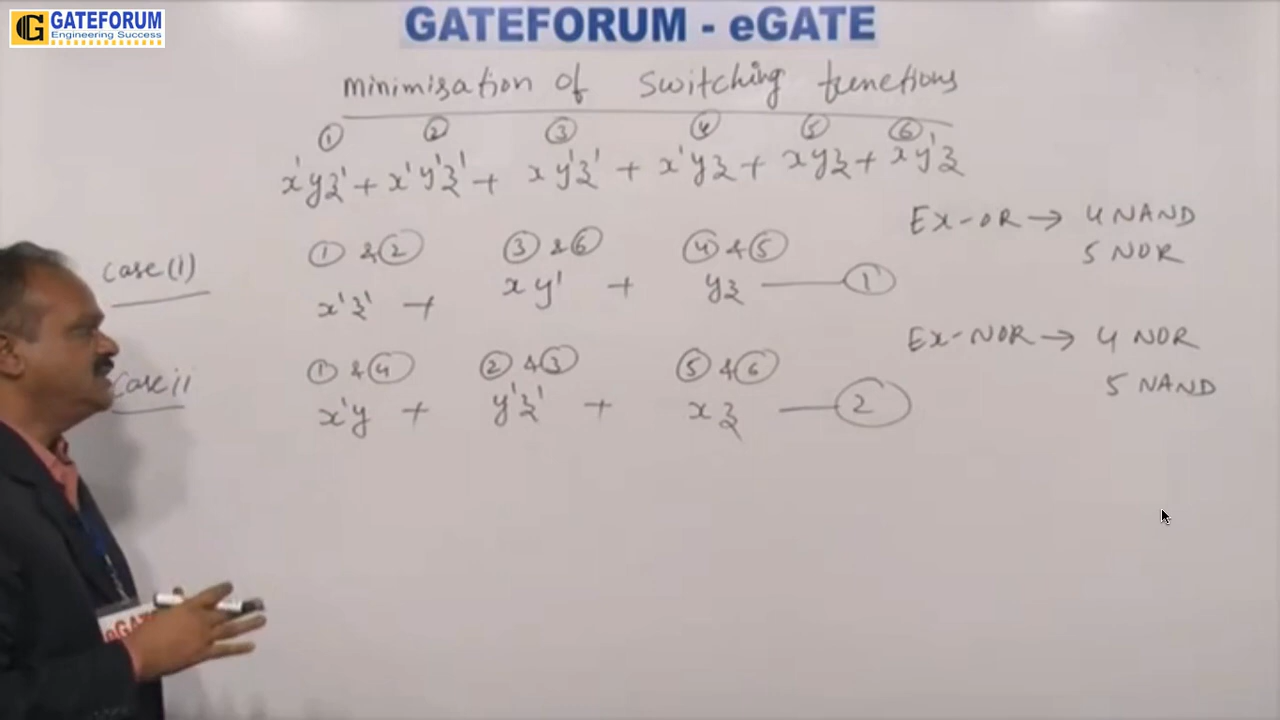 GATEFORUM
Engineering Success
GATEFORUM - eGATE
minimisation of switching functions
① ② ③ ④ ⑤ ⑥
x'yz' + x'y'z' + xy'z' + x'yz + xyz + xy'z
Ex-OR → 4 NAND
5 NOR
case(1)
① & ② ③ & ⑥ ④ & ⑤
x'z' + xy' + yz — ①
Ex-NOR → 4 NOR
5 NAND
Case ii
① & ④ ② & ③ ⑤ & ⑥
x'y + y'z' + xz — ②
eGATE